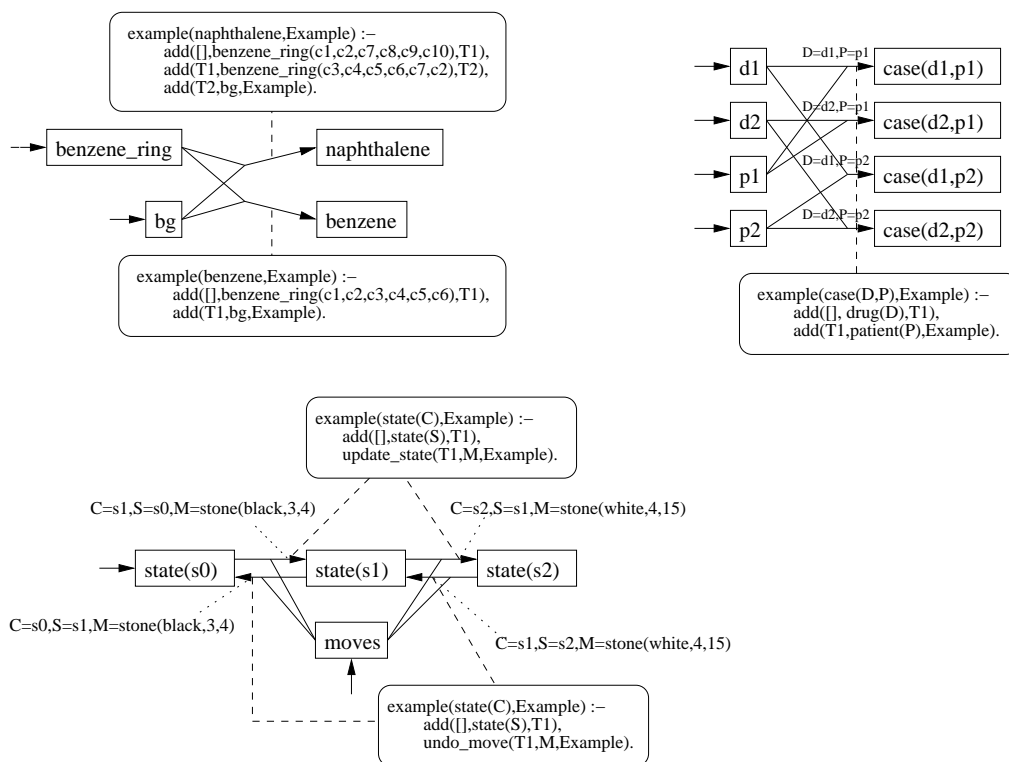 example(naphthalene,Example) :−
add([],benzene_ring(c1,c2,c7,c8,c9,c10),T1),
add(T1,benzene_ring(c3,c4,c5,c6,c7,c2),T2),
add(T2,bg,Example).
benzene_ring
naphthalene
bg
benzene
example(benzene,Example) :−
add([],benzene_ring(c1,c2,c3,c4,c5,c6),T1),
add(T1,bg,Example).
d1
D=d1,P=p1
case(d1,p1)
d2
D=d2,P=p1
case(d2,p1)
p1
D=d1,P=p2
case(d1,p2)
p2
D=d2,P=p2
case(d2,p2)
example(case(D,P),Example) :−
add([], drug(D),T1),
add(T1,patient(P),Example).
example(state(C),Example) :−
add([],state(S),T1),
update_state(T1,M,Example).
C=s1,S=s0,M=stone(black,3,4)
C=s2,S=s1,M=stone(white,4,15)
state(s0)
state(s1)
state(s2)
C=s0,S=s1,M=stone(black,3,4)
moves
C=s1,S=s2,M=stone(white,4,15)
example(state(C),Example) :−
add([],state(S),T1),
undo_move(T1,M,Example).